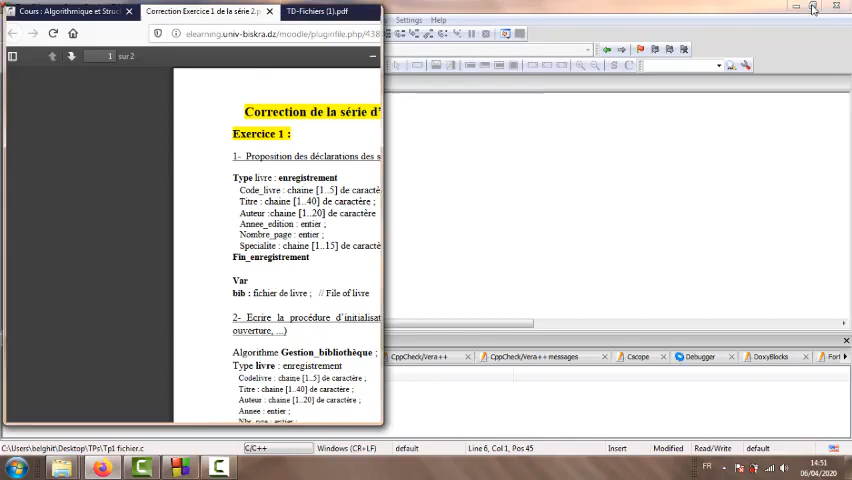 Cours : Algorithmique et Struct
Correction Exercice 1 de la série 2.p
TD-Fichiers (1).pdf
Settings Help
elearning.univ-biskra.dz/moodle/pluginfile.php/438
1 sur 2
Correction de la série d'
Exercice 1 :
1- Proposition des déclarations des s
Type livre : enregistrement
Code_livre : chaine [1..5] de caractè
Titre : chaine [1..40] de caractère ;
Auteur :chaine [1..20] de caractère
Annee_edition : entier ;
Nombre_page : entier ;
Specialite : chaine [1..15] de caractè
Fin_enregistrement
Var
bib : fichier de livre ; // File of livre
2- Ecrire la procédure d'initialisat
ouverture, ...)
Algorithme Gestion_bibliothèque ;
Type livre : enregistrement
Codelivre : chaine [1..5] de caractère ;
Titre : chaine [1..40] de caractère ;
Auteur : chaine [1..20] de caractère ;
Annee : entier ;
CppCheck/Vera++
CppCheck/Vera++ messages
Cscope
Debugger
DoxyBlocks
Fort
C:\Users\belghit\Desktop\TPs\Tp1 fichier.c
C/C++
Windows (CR+LF)
default
Line 6, Col 1, Pos 45
Insert
Modified
Read/Write
default
FR
14:51
06/04/2020